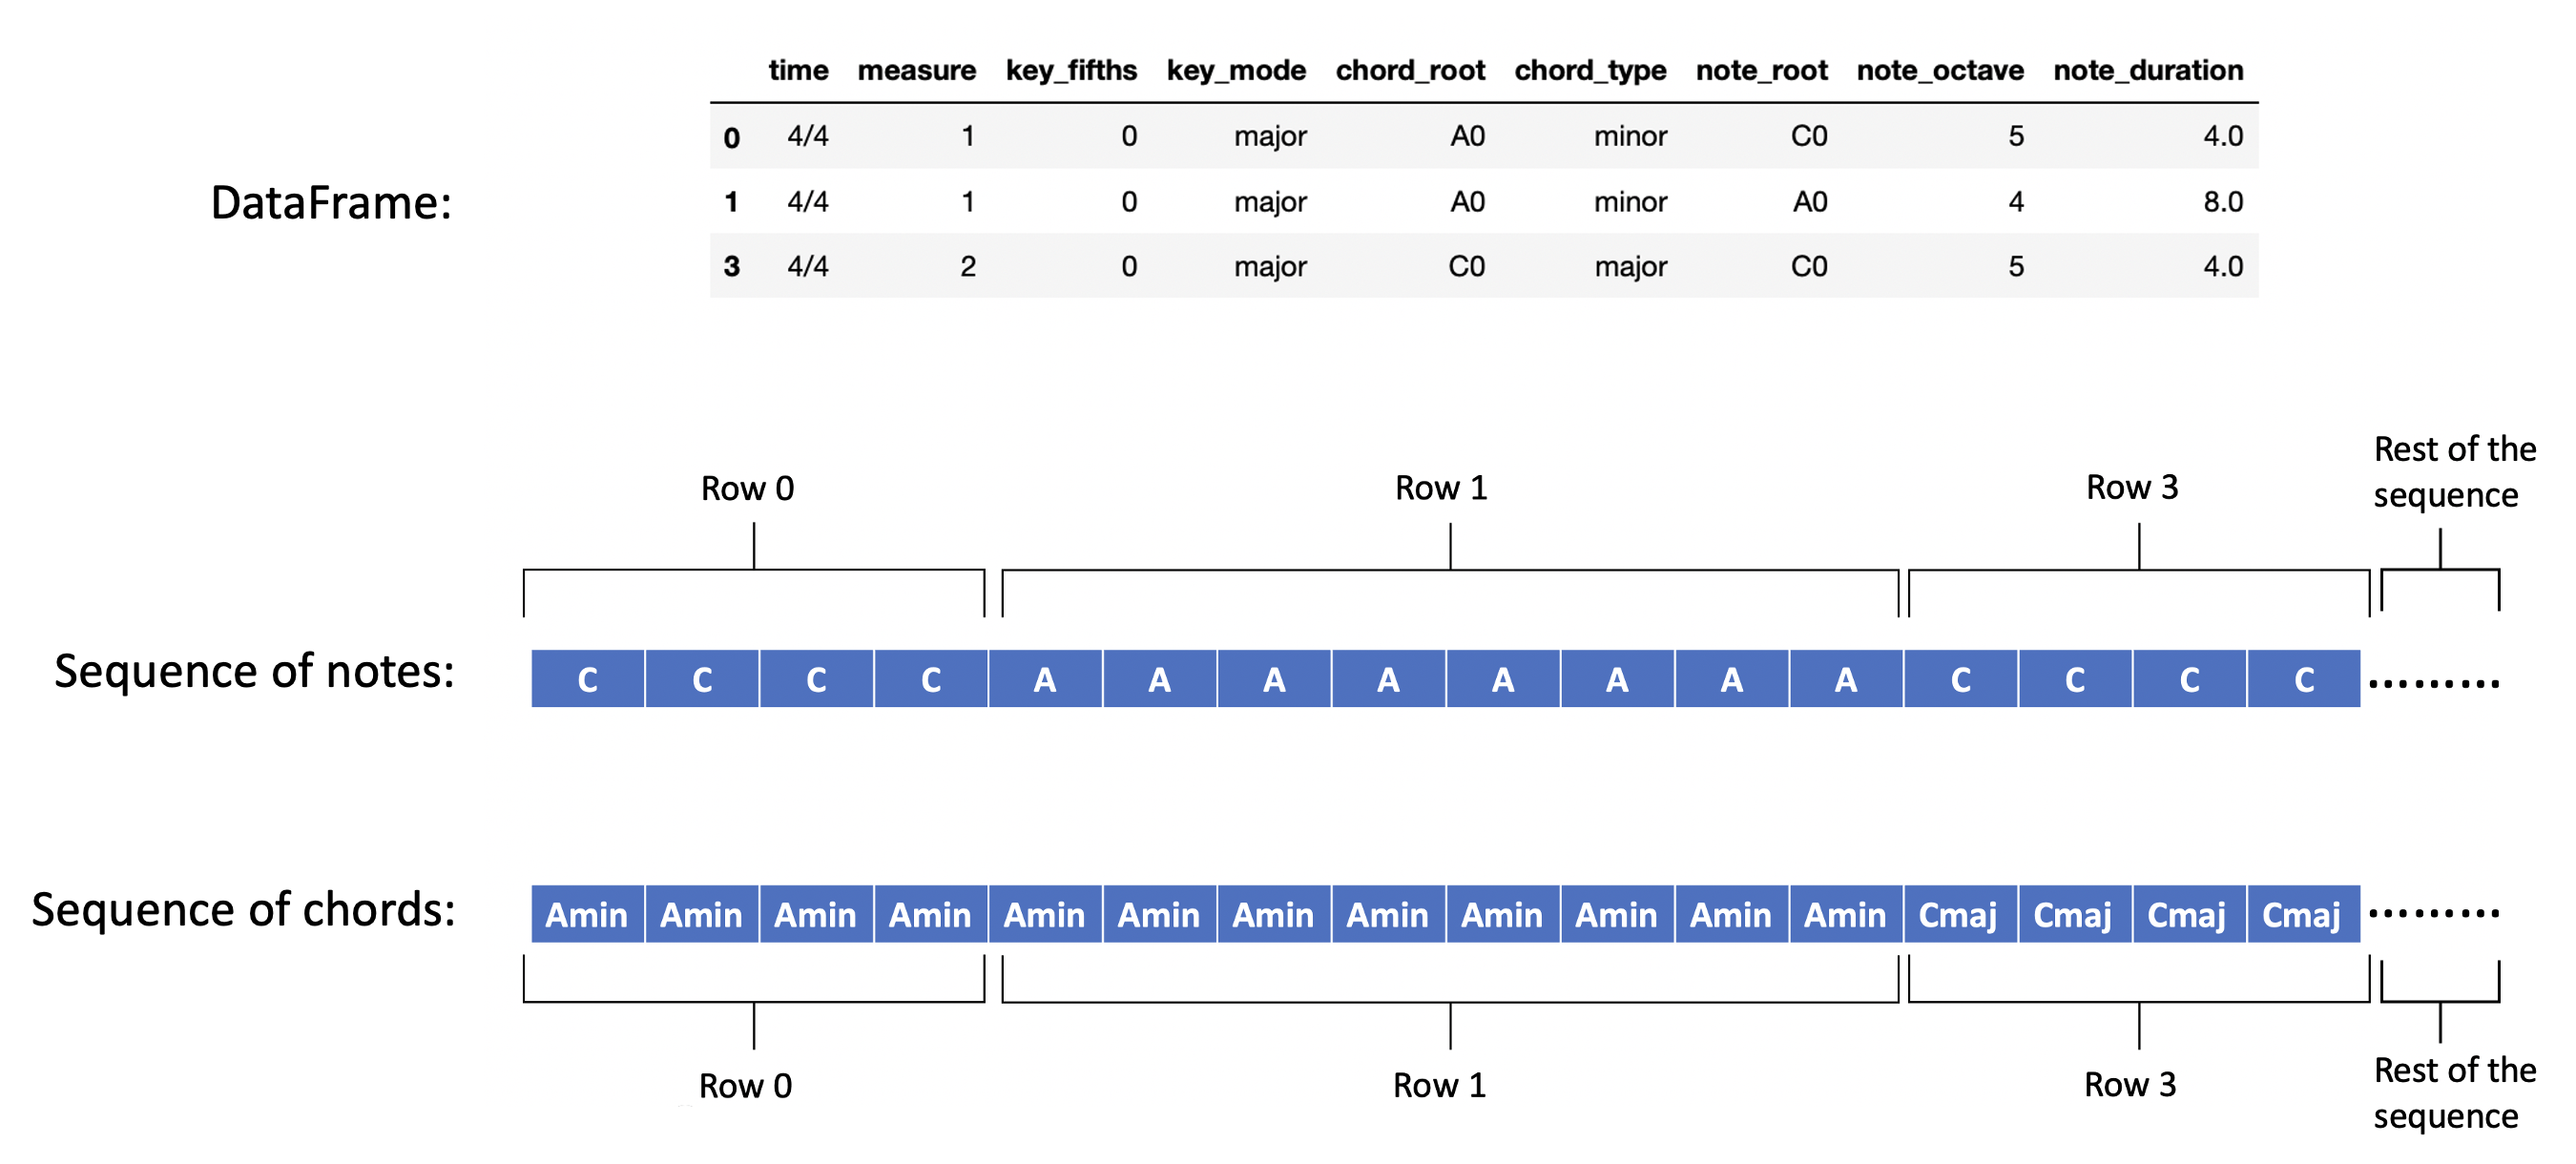 time measure key_fifths key_mode chord_root chord_type note_root note_octave note_duration
0 4/4 1 0 major A0 minor C0 5 4.0
DataFrame:
1 4/4 1 0 major A0 minor A0 4 8.0
3 4/4 2 0 major C0 major C0 5 4.0
Row 0
Row 1
Row 3
Rest of the
sequence
Sequence of notes:
C C C C A A A A A A A A C C C C .........
Sequence of chords:
Amin Amin Amin Amin Amin Amin Amin Amin Amin Amin Amin Amin Cmaj Cmaj Cmaj Cmaj .........
Row 0
Row 1
Row 3
Rest of the
sequence